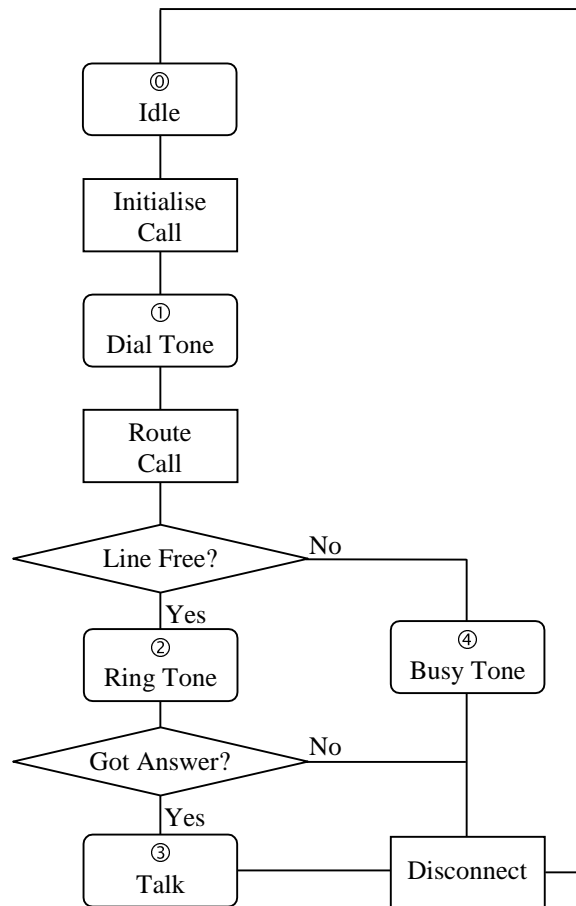 ⓪
Idle
Initialise
Call
①
Dial Tone
Route
Call
Line Free?
No
Yes
②
Ring Tone
④
Busy Tone
Got Answer?
No
Yes
③
Talk
Disconnect